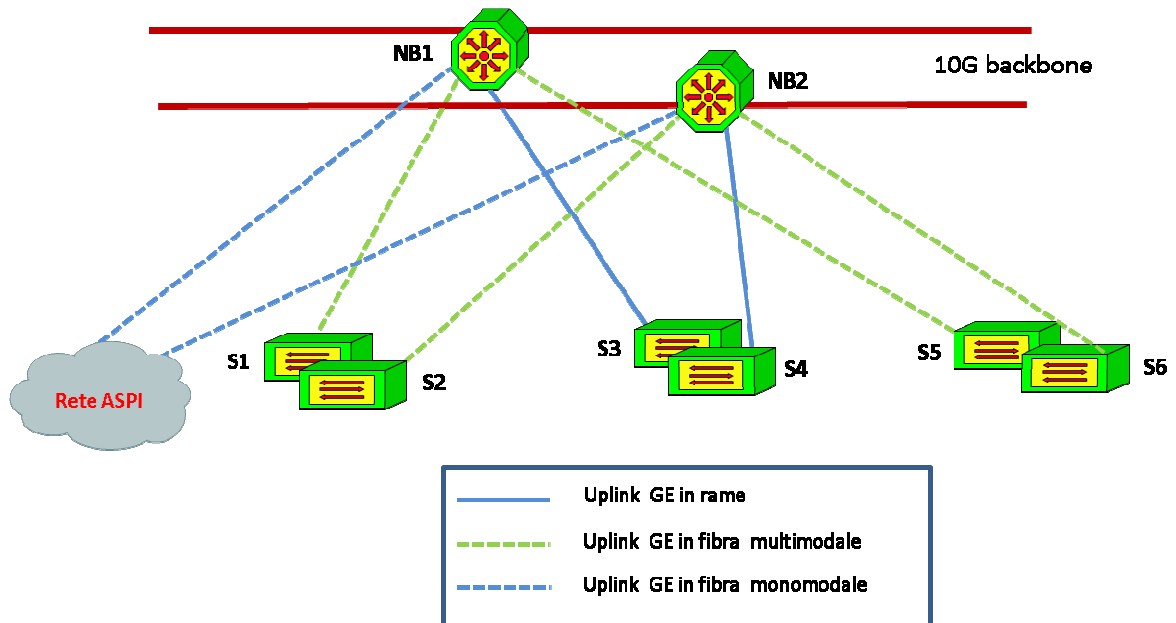 NB1
NB2
10G backbone
S1
S2
S3
S4
S5
S6
Rete ASPI
Uplink GE in rame
Uplink GE in fibra multimodale
Uplink GE in fibra monomodale